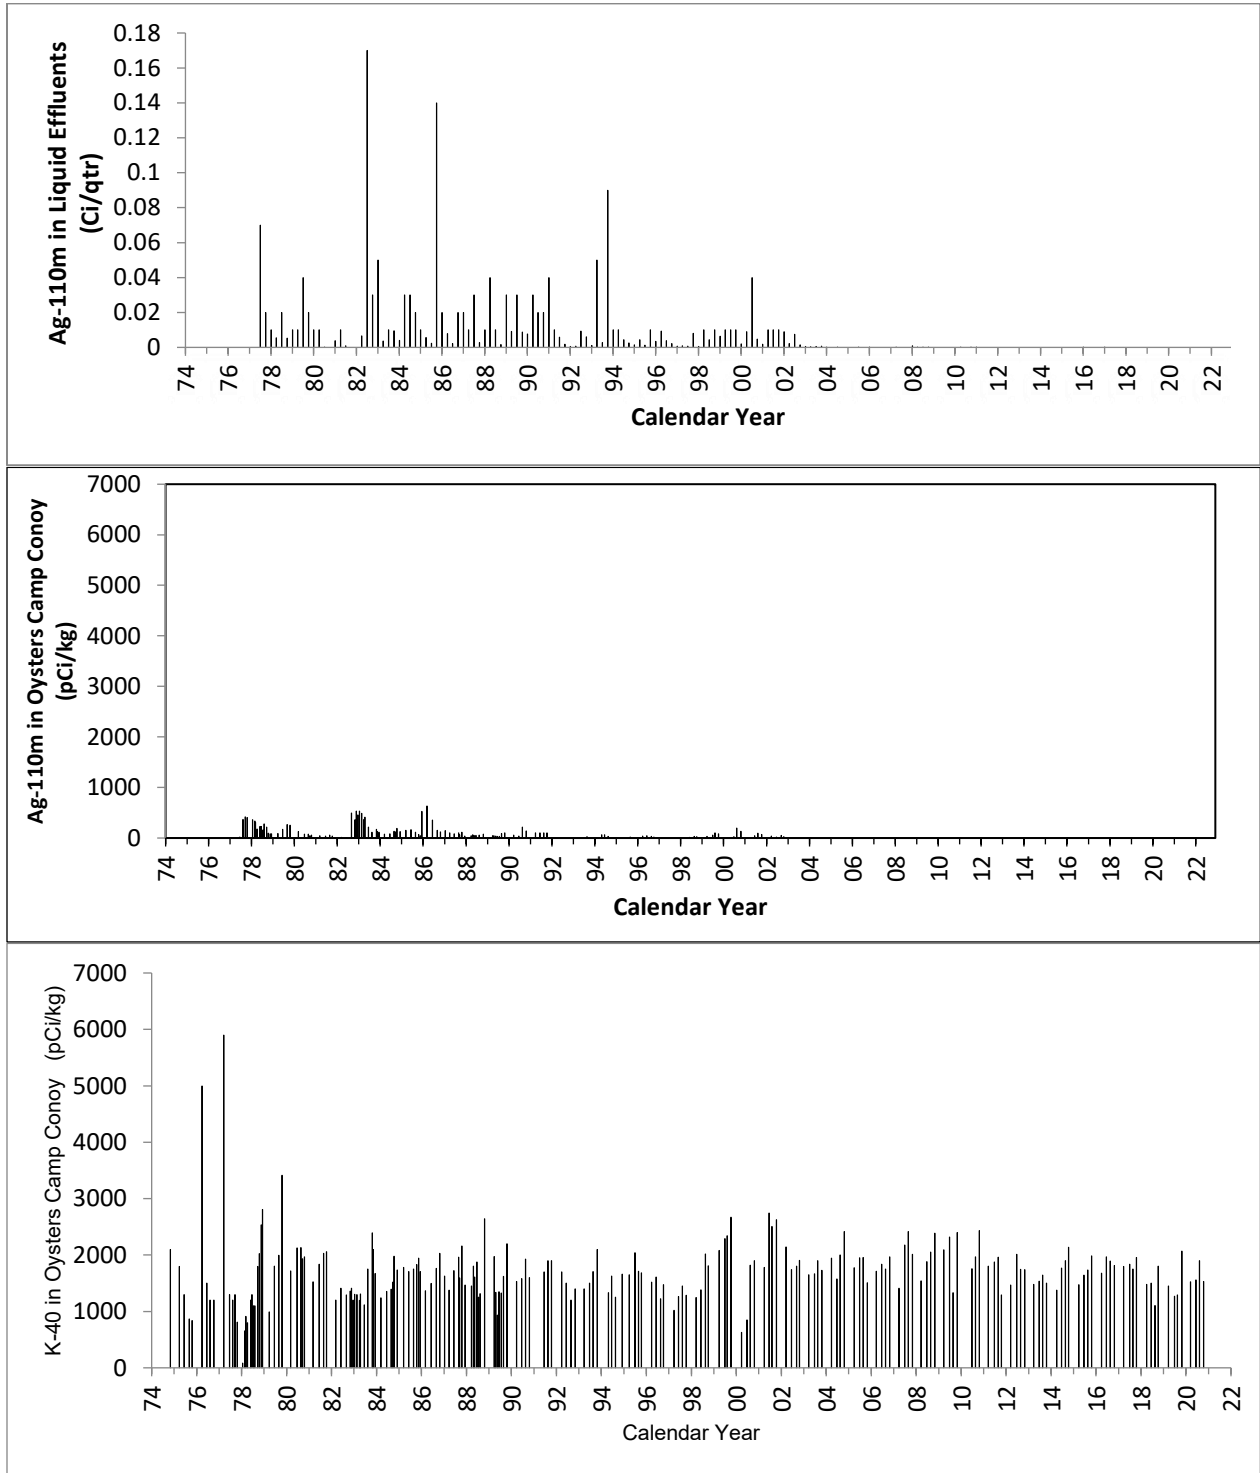 Ag-110m in Liquid Effluents
(Ci/qtr)
0.18
0.16
0.14
0.12
0.1
0.08
0.06
0.04
0.02
0
74 76 78 80 82 84 86 88 90 92 94 96 98 00 02 04 06 08 10 12 14 16 18 20 22
Calendar Year
Ag-110m in Oysters Camp Conoy
(pCi/kg)
7000
6000
5000
4000
3000
2000
1000
0
74 76 78 80 82 84 86 88 90 92 94 96 98 00 02 04 06 08 10 12 14 16 18 20 22
Calendar Year
K-40 in Oysters Camp Conoy (pCi/kg)
7000
6000
5000
4000
3000
2000
1000
0
74 76 78 80 82 84 86 88 90 92 94 96 98 00 02 04 06 08 10 12 14 16 18 20 22
Calendar Year